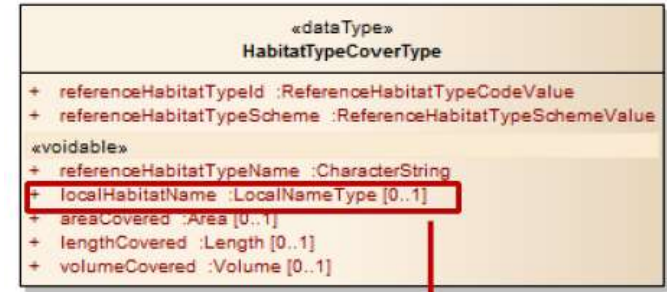 «dataType»
HabitatTypeCoverType
+ referenceHabitatTypeId :ReferenceHabitatTypeCodeValue
+ referenceHabitatTypeScheme :ReferenceHabitatTypeSchemeValue
«voidable»
+ referenceHabitatTypeName :CharacterString
+ localHabitatName :LocalNameType [0..1]
+ areaCovered :Area [0..1]
+ lengthCovered :Length [0..1]
+ volumeCovered :Volume [0..1]